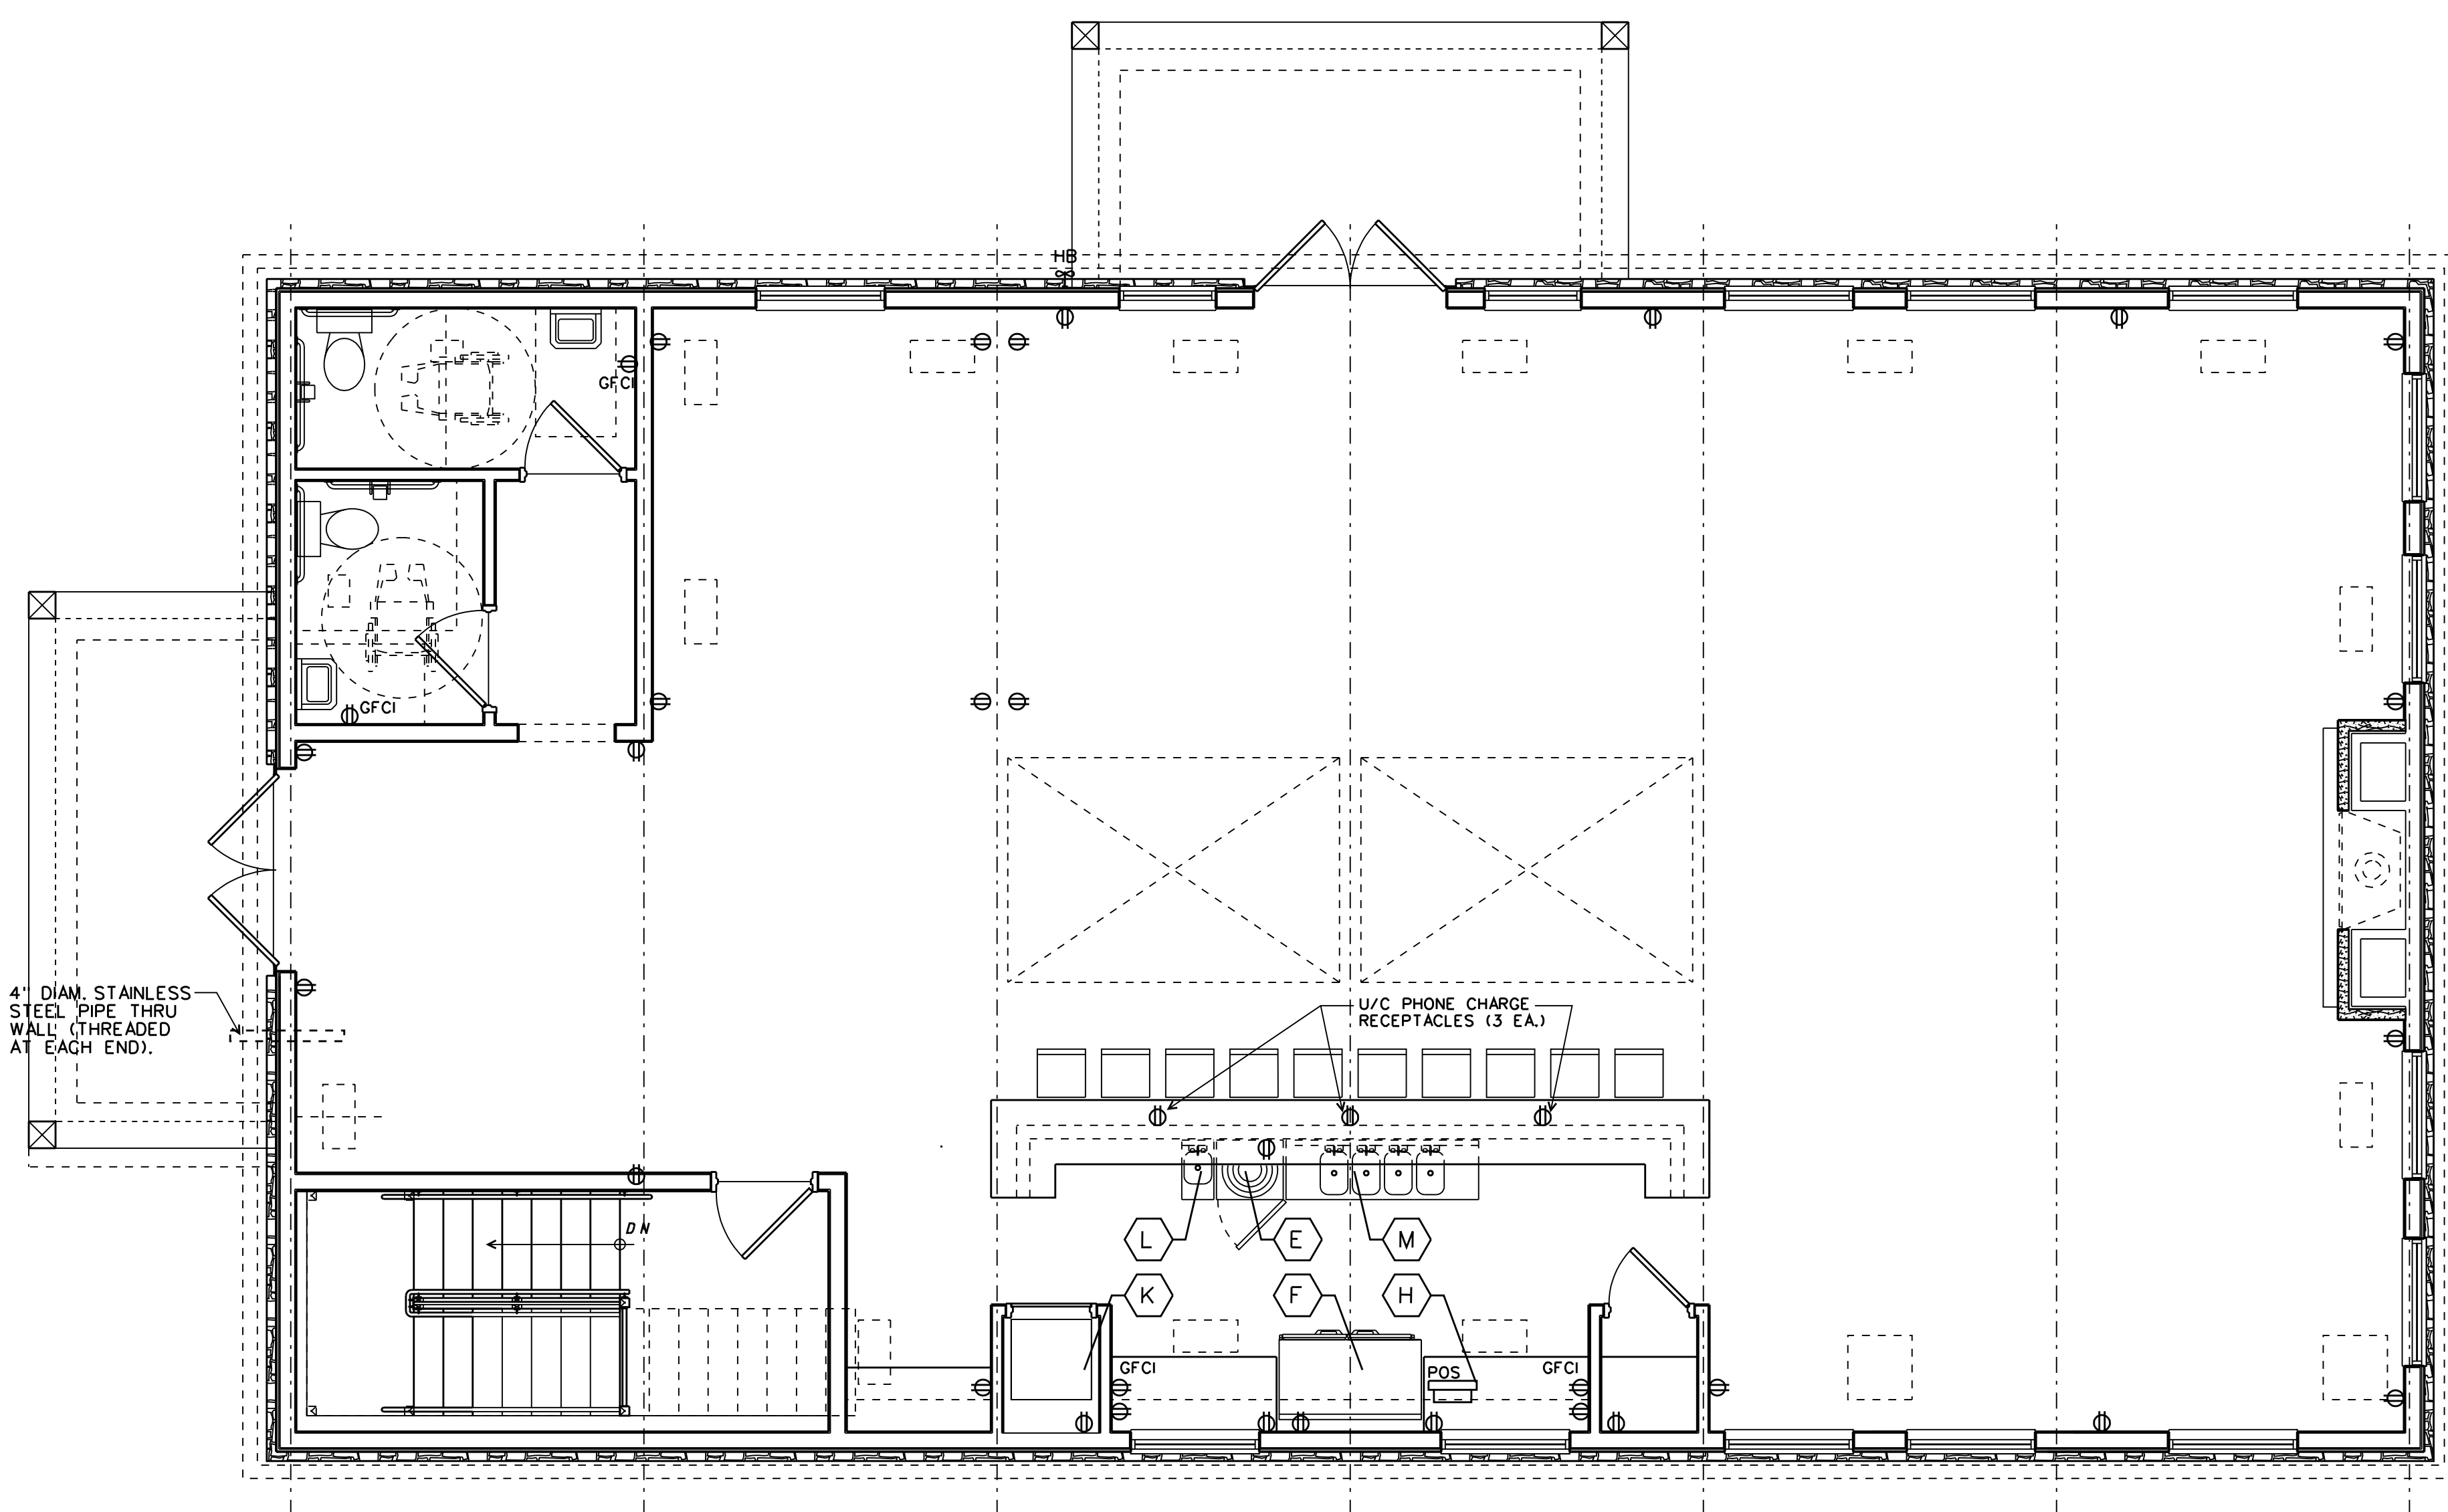 HB
GFCI
GFCI
4" DIAM. STAINLESS
STEEL PIPE THRU
WALL (THREADED
AT EACH END).
U/C PHONE CHARGE
RECEPTACLES (3 EA.)
DN
L
E
M
K
F
H
GFCI
POS
GFCI